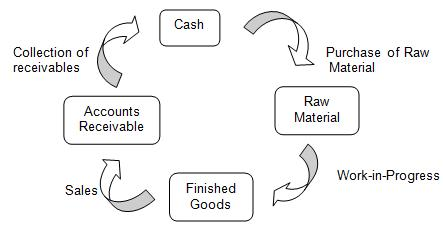 Cash
Collection of
receivables
Purchase of Raw
Material
Accounts
Receivable
Raw
Material
Work-in-Progress
Sales
Finished
Goods